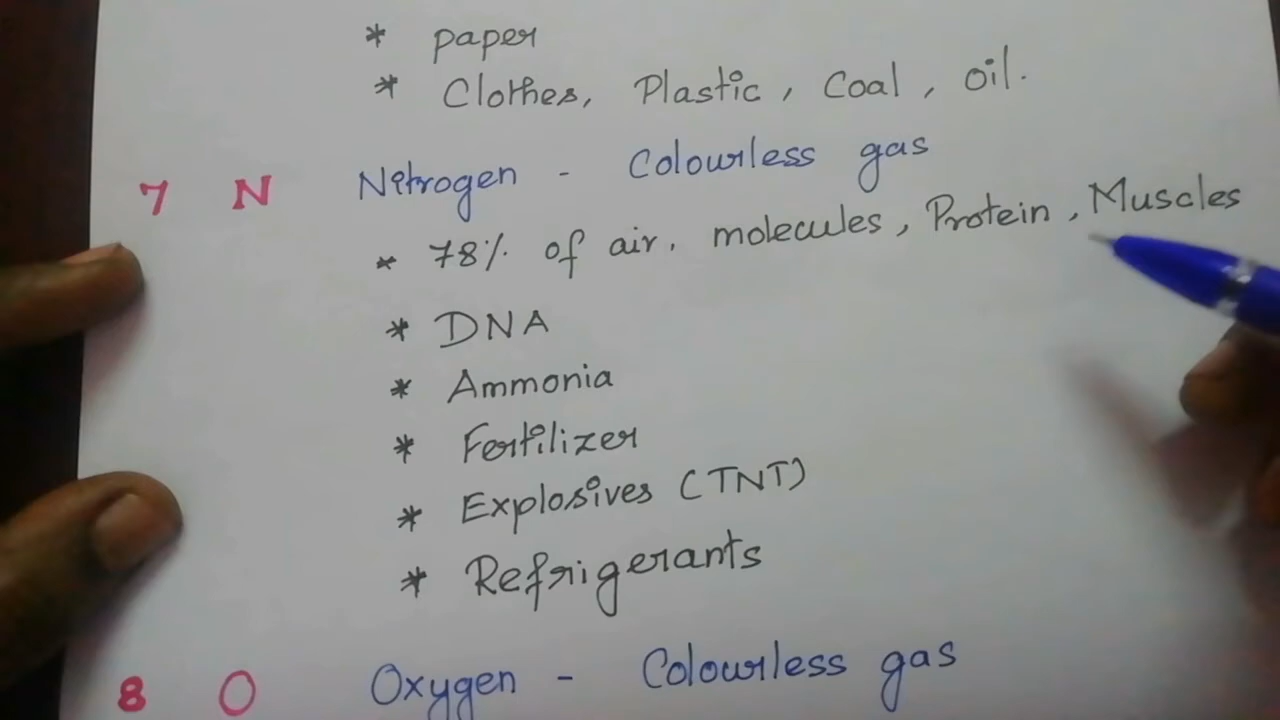 * paper
* Clothes, Plastic, Coal, Oil.
7 N Nitrogen - Colourless gas
* 78% of air, molecules, Protein, Muscles
* DNA
* Ammonia
* Fertilizer
* Explosives (TNT)
* Refrigerants
8 O Oxygen - Colourless gas